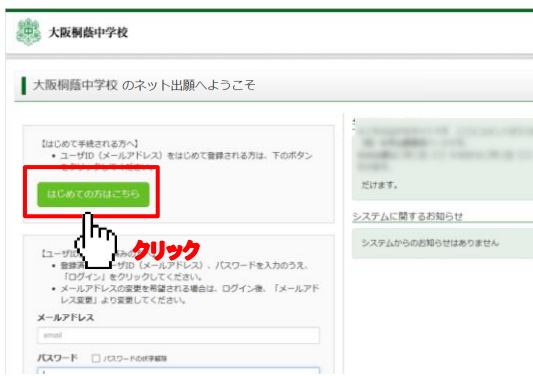 大阪桐蔭中学校
大阪桐蔭中学校 のネット出願へようこそ
【はじめて手続される方へ】
• ユーザID（メールアドレス）をはじめて登録される方は、下のボタン
はじめての方はこちら
クリック
• 登録 ユーザID（メールアドレス）、パスワードを入力のうえ、
「ログイン」をクリックしてください。
• メールアドレスの変更を希望される場合は、ログイン後、「メールアド
レス変更」より変更してください。
メールアドレス
email
パスワード □ パスワードの伏字解除
だけます。
システムに関するお知らせ
システムからのお知らせはありません